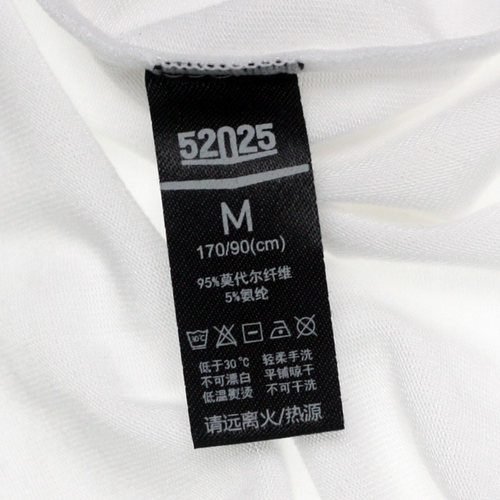 52025
M
170/90(cm)
95%莫代尔纤维
5%氨纶
低于30℃ 轻柔手洗
不可漂白 平铺晾干
低温熨烫 不可干洗
请远离火/热源